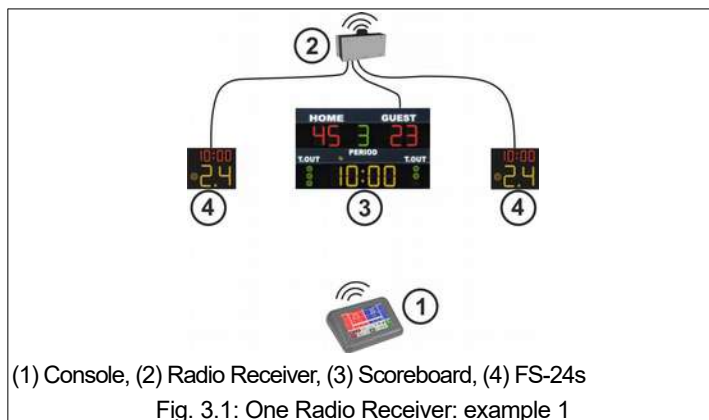 2
HOME GUEST
45 3 23
PERIOD
T.OUT T.OUT
10:00
10:00
2.4
10:00
2.4
4
3
4
1
(1) Console, (2) Radio Receiver, (3) Scoreboard, (4) FS-24s
Fig. 3.1: One Radio Receiver: example 1